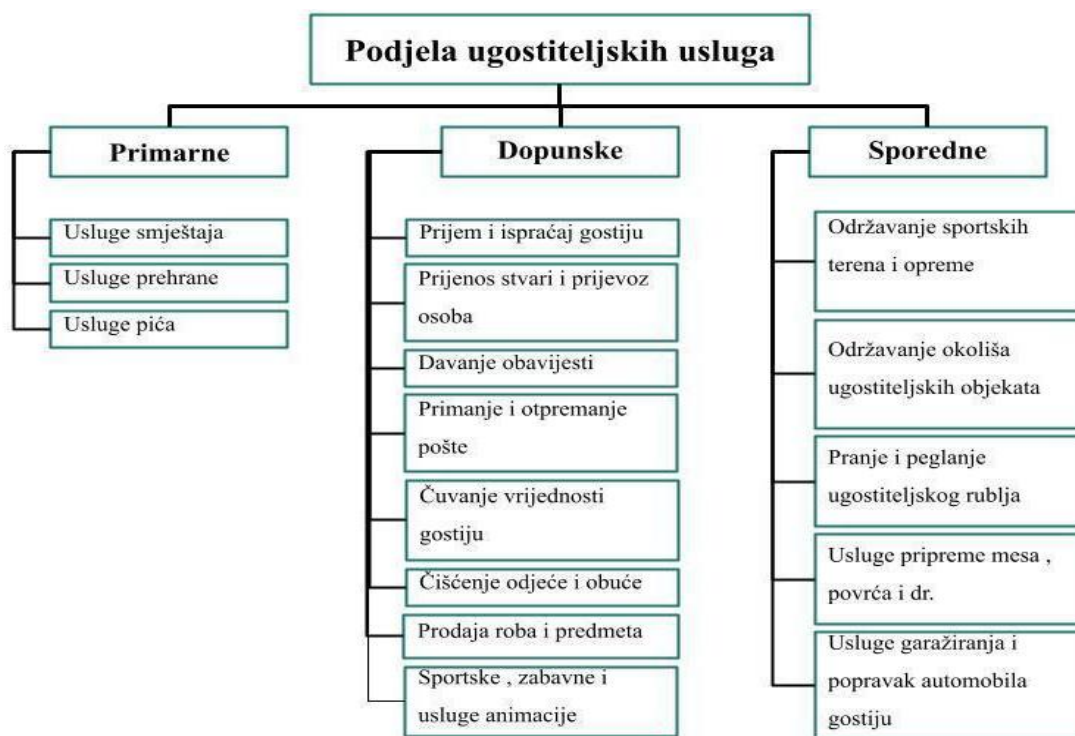 Podjela ugostiteljskih usluga
Primarne
Usluge smještaja
Usluge prehrane
Usluge pića
Dopunske
Prijem i ispraćaj gostiju
Prijenos stvari i prijevoz
osoba
Davanje obavijesti
Primanje i otpremanje
pošte
Čuvanje vrijednosti
gostiju
Čišćenje odjeće i obuće
Prodaja roba i predmeta
Sportske , zabavne i
usluge animacije
Sporedne
Održavanje sportskih
terena i opreme
Održavanje okoliša
ugostiteljskih objekata
Pranje i peglanje
ugostiteljskog rublja
Usluge pripreme mesa ,
povrća i dr.
Usluge garažiranja i
popravak automobila
gostiju